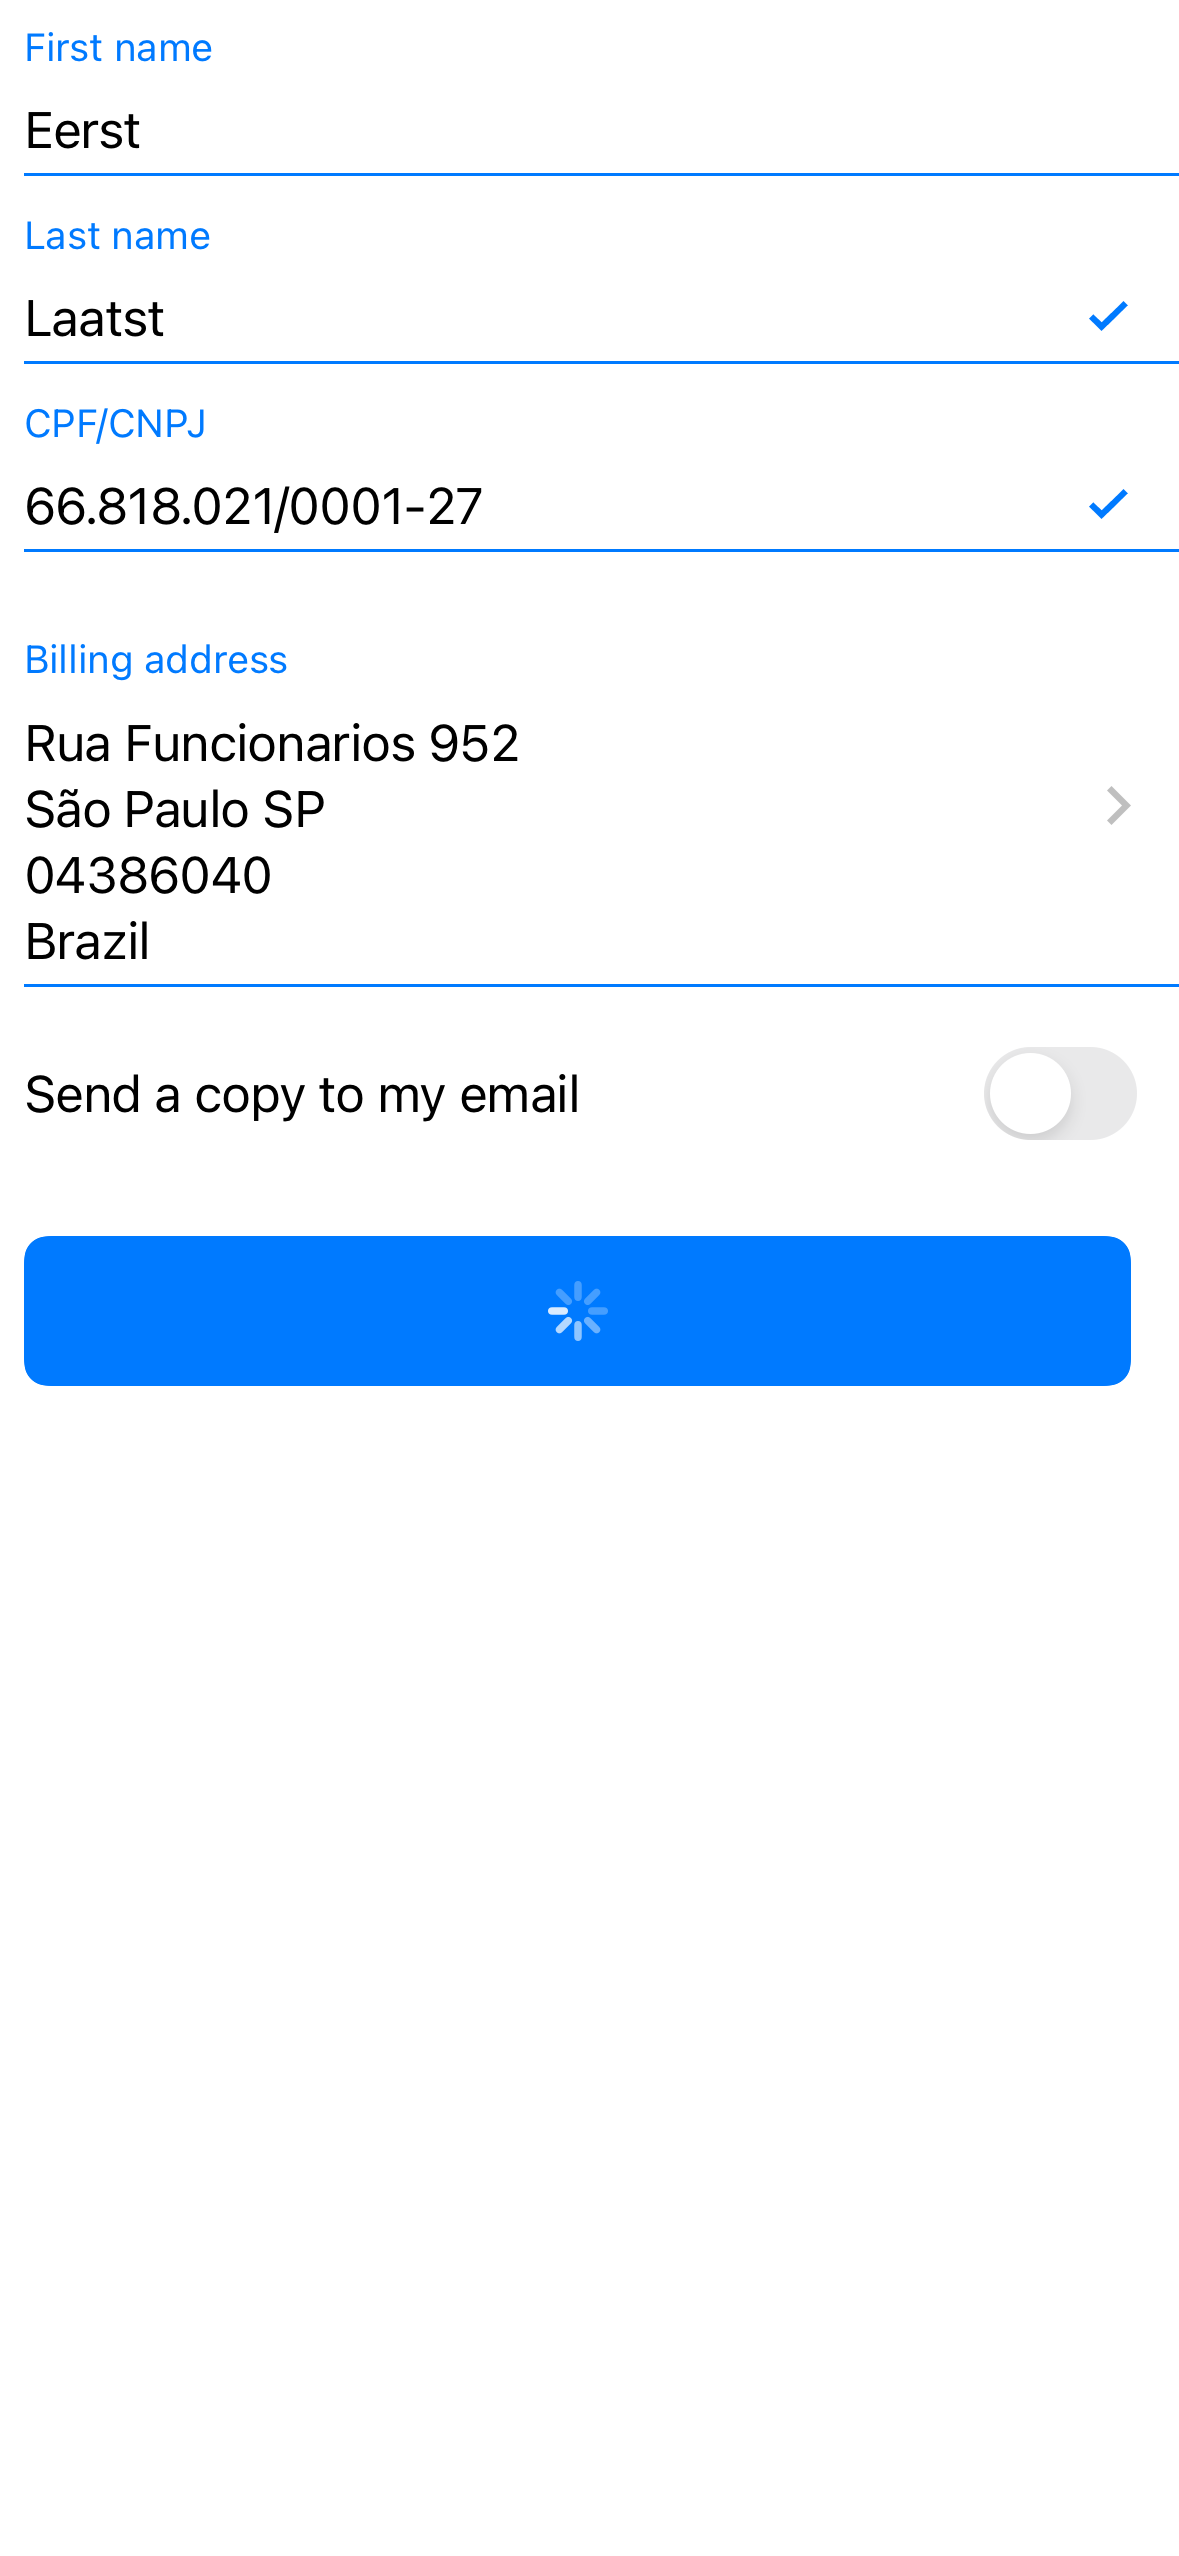 First name
Eerst
Last name
Laatst
CPF/CNPJ
66.818.021/0001-27
Billing address
Rua Funcionarios 952
São Paulo SP
04386040
Brazil
Send a copy to my email